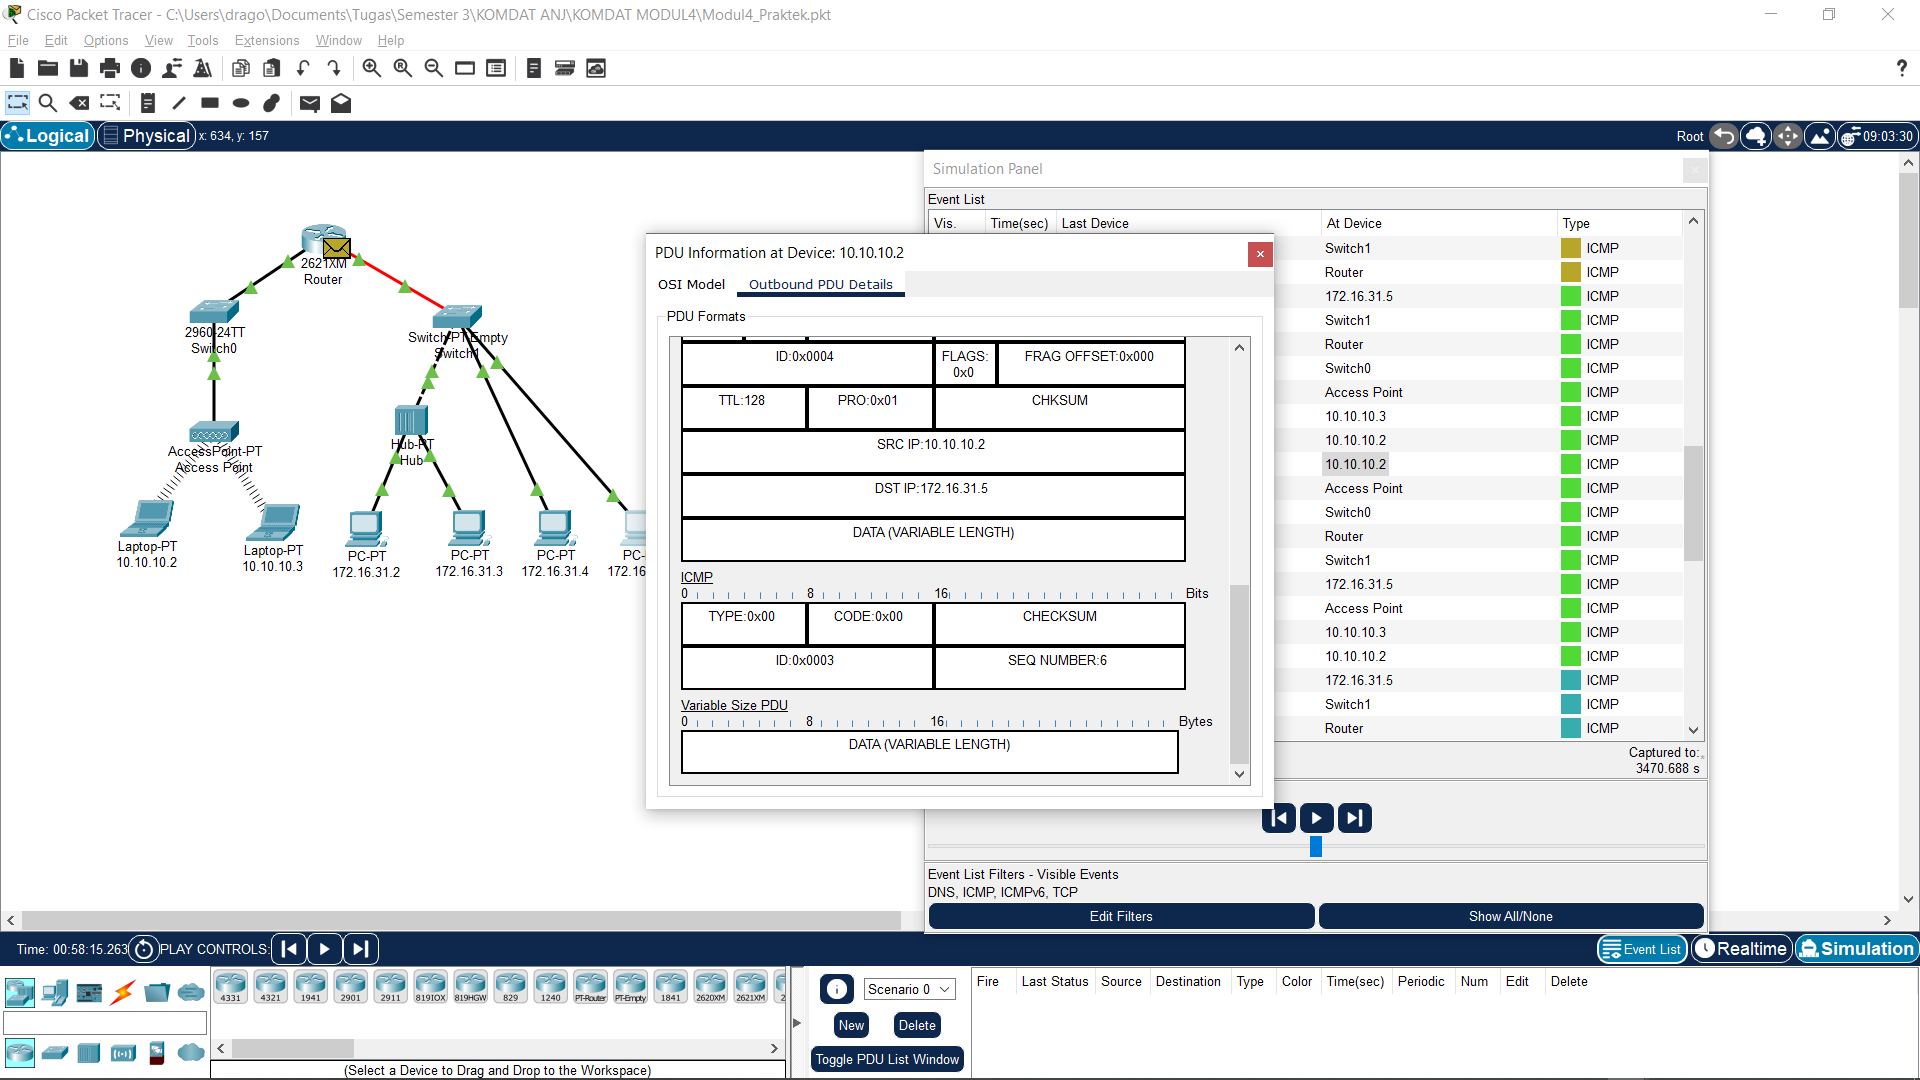 Cisco Packet Tracer - C:\Users\drago\Documents\Tugas\Semester 3\KOMDAT ANJ\KOMDAT MODUL4\Modul4_Praktek.pkt
File Edit Options View Tools Extensions Window Help
?
Logical Physical x: 634, y: 157
Root 09:03:30
2621XM
Router
2960-24TT
Switch0
Switch-PT-Empty
Switch1
AccessPoint-PT
Access Point
Hub-PT
Hub
Laptop-PT
10.10.10.2
Laptop-PT
10.10.10.3
PC-PT
172.16.31.2
PC-PT
172.16.31.3
PC-PT
172.16.31.4
PC-
172.16
Simulation Panel
Event List
Vis. Time(sec) Last Device At Device Type
Switch1 ICMP
Router ICMP
172.16.31.5 ICMP
Switch1 ICMP
Router ICMP
Switch0 ICMP
Access Point ICMP
10.10.10.3 ICMP
10.10.10.2 ICMP
10.10.10.2 ICMP
Access Point ICMP
Switch0 ICMP
Router ICMP
Switch1 ICMP
172.16.31.5 ICMP
Access Point ICMP
10.10.10.3 ICMP
10.10.10.2 ICMP
172.16.31.5 ICMP
Switch1 ICMP
Router ICMP
Captured to:
3470.688 s
PDU Information at Device: 10.10.10.2
OSI Model Outbound PDU Details
PDU Formats
ID:0x0004 FLAGS: 0x0 FRAG OFFSET:0x000
TTL:128 PRO:0x01 CHKSUM
SRC IP:10.10.10.2
DST IP:172.16.31.5
DATA (VARIABLE LENGTH)
ICMP
0 8 16 Bits
TYPE:0x00 CODE:0x00 CHECKSUM
ID:0x0003 SEQ NUMBER:6
Variable Size PDU
0 8 16 Bytes
DATA (VARIABLE LENGTH)
Event List Filters - Visible Events
DNS, ICMP, ICMPv6, TCP
Edit Filters Show All/None
Time: 00:58:15.263 PLAY CONTROLS: Event List Realtime Simulation
4331 4321 1941 2901 2911 819IOX 819HGW 829 1240 PT-Router PT-Empty 1841 2620XM 2621XM 2
(Select a Device to Drag and Drop to the Workspace)
Scenario 0
New Delete
Toggle PDU List Window
Fire Last Status Source Destination Type Color Time(sec) Periodic Num Edit Delete